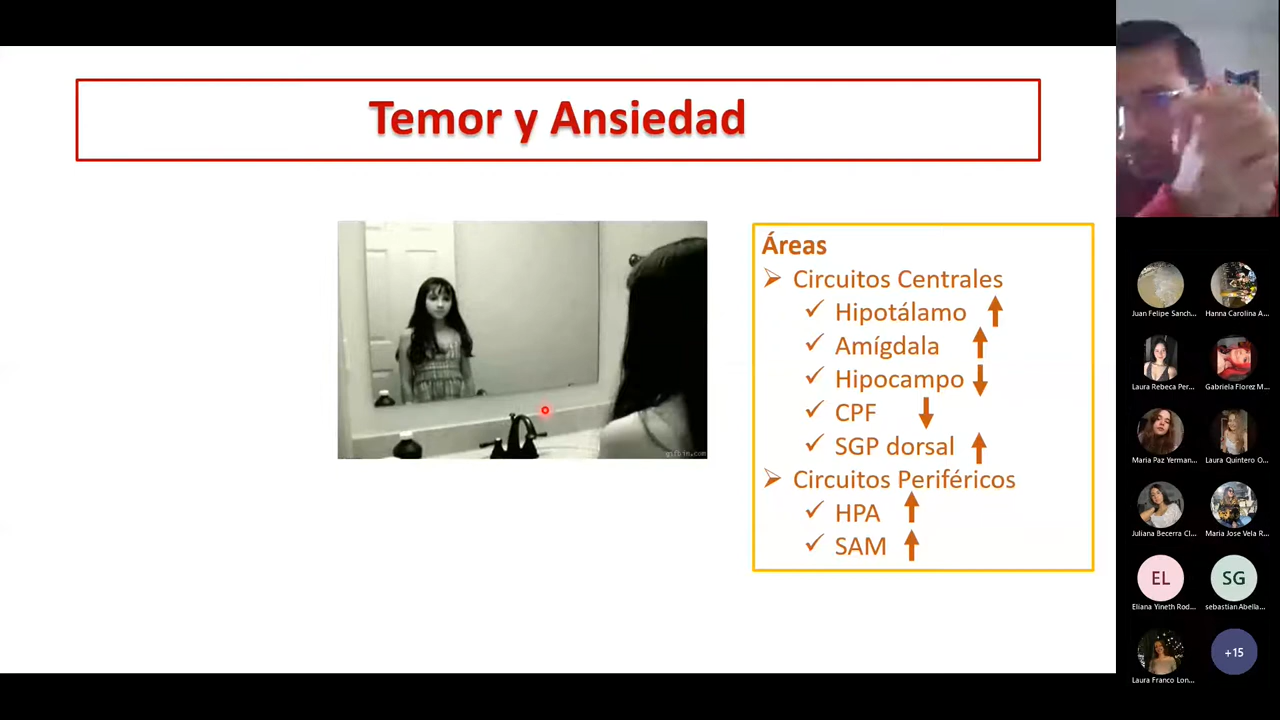 Temor y Ansiedad
gifbin.com
Áreas
Circuitos Centrales
Hipotálamo
Amígdala
Hipocampo
CPF
SGP dorsal
Circuitos Periféricos
HPA
SAM
Juan Felipe Sanch...
Hanna Carolina A...
Laura Rebeca Per...
Gabriela Florez M...
Maria Paz Yerman...
Laura Quintero O...
Juliana Becerra Cl...
Maria Jose Vela R...
EL
SG
Eliana Yineth Rod...
sebastian Abella...
+15
Laura Franco Lon...